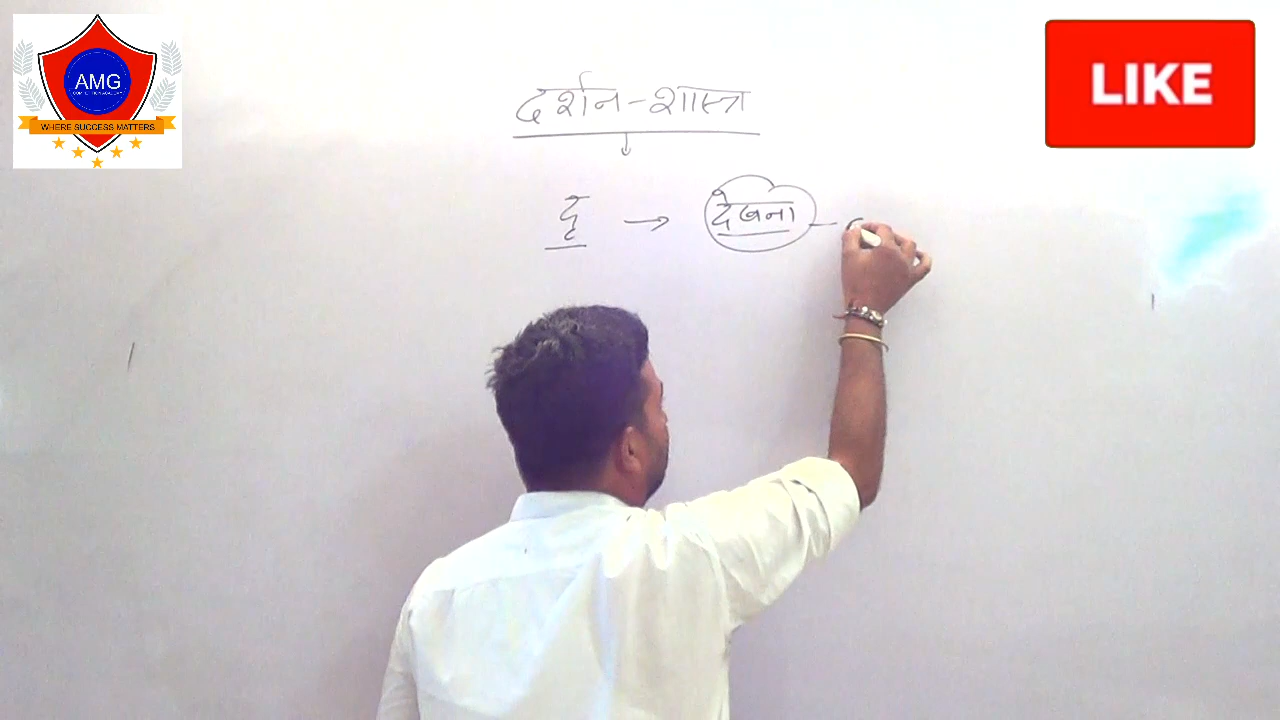 AMG
WHERE SUCCESS MATTERS
LIKE
दर्शन-शास्त्र
दृ → देखना -